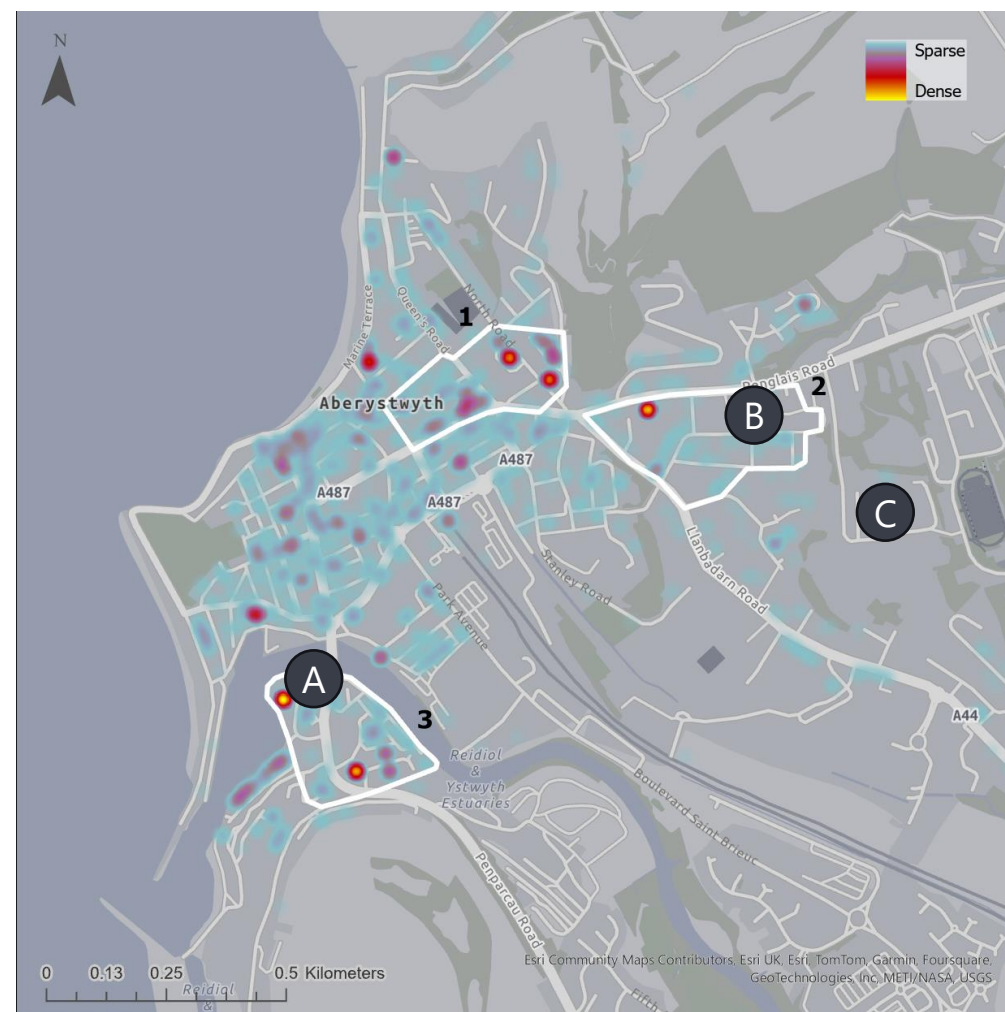 N
Sparse
Dense
1
North Road
Queen's Road
Marine Terrace
Aberystwyth
Penglais Road
2
B
A487
A487
A487
C
Stanley Road
Llanbadarn Road
Park Avenue
A
3
A44
Reidiol
&
Ystwyth
Estuaries
Boulevard Saint Brieuc
Penparcau Road
Esri Community Maps Contributors, Esri UK, Esri, TomTom, Garmin, Foursquare,
GeoTechnologies, Inc, METI/NASA, USGS
0 0.13 0.25 0.5 Kilometers
Reidiol
&
Fifth